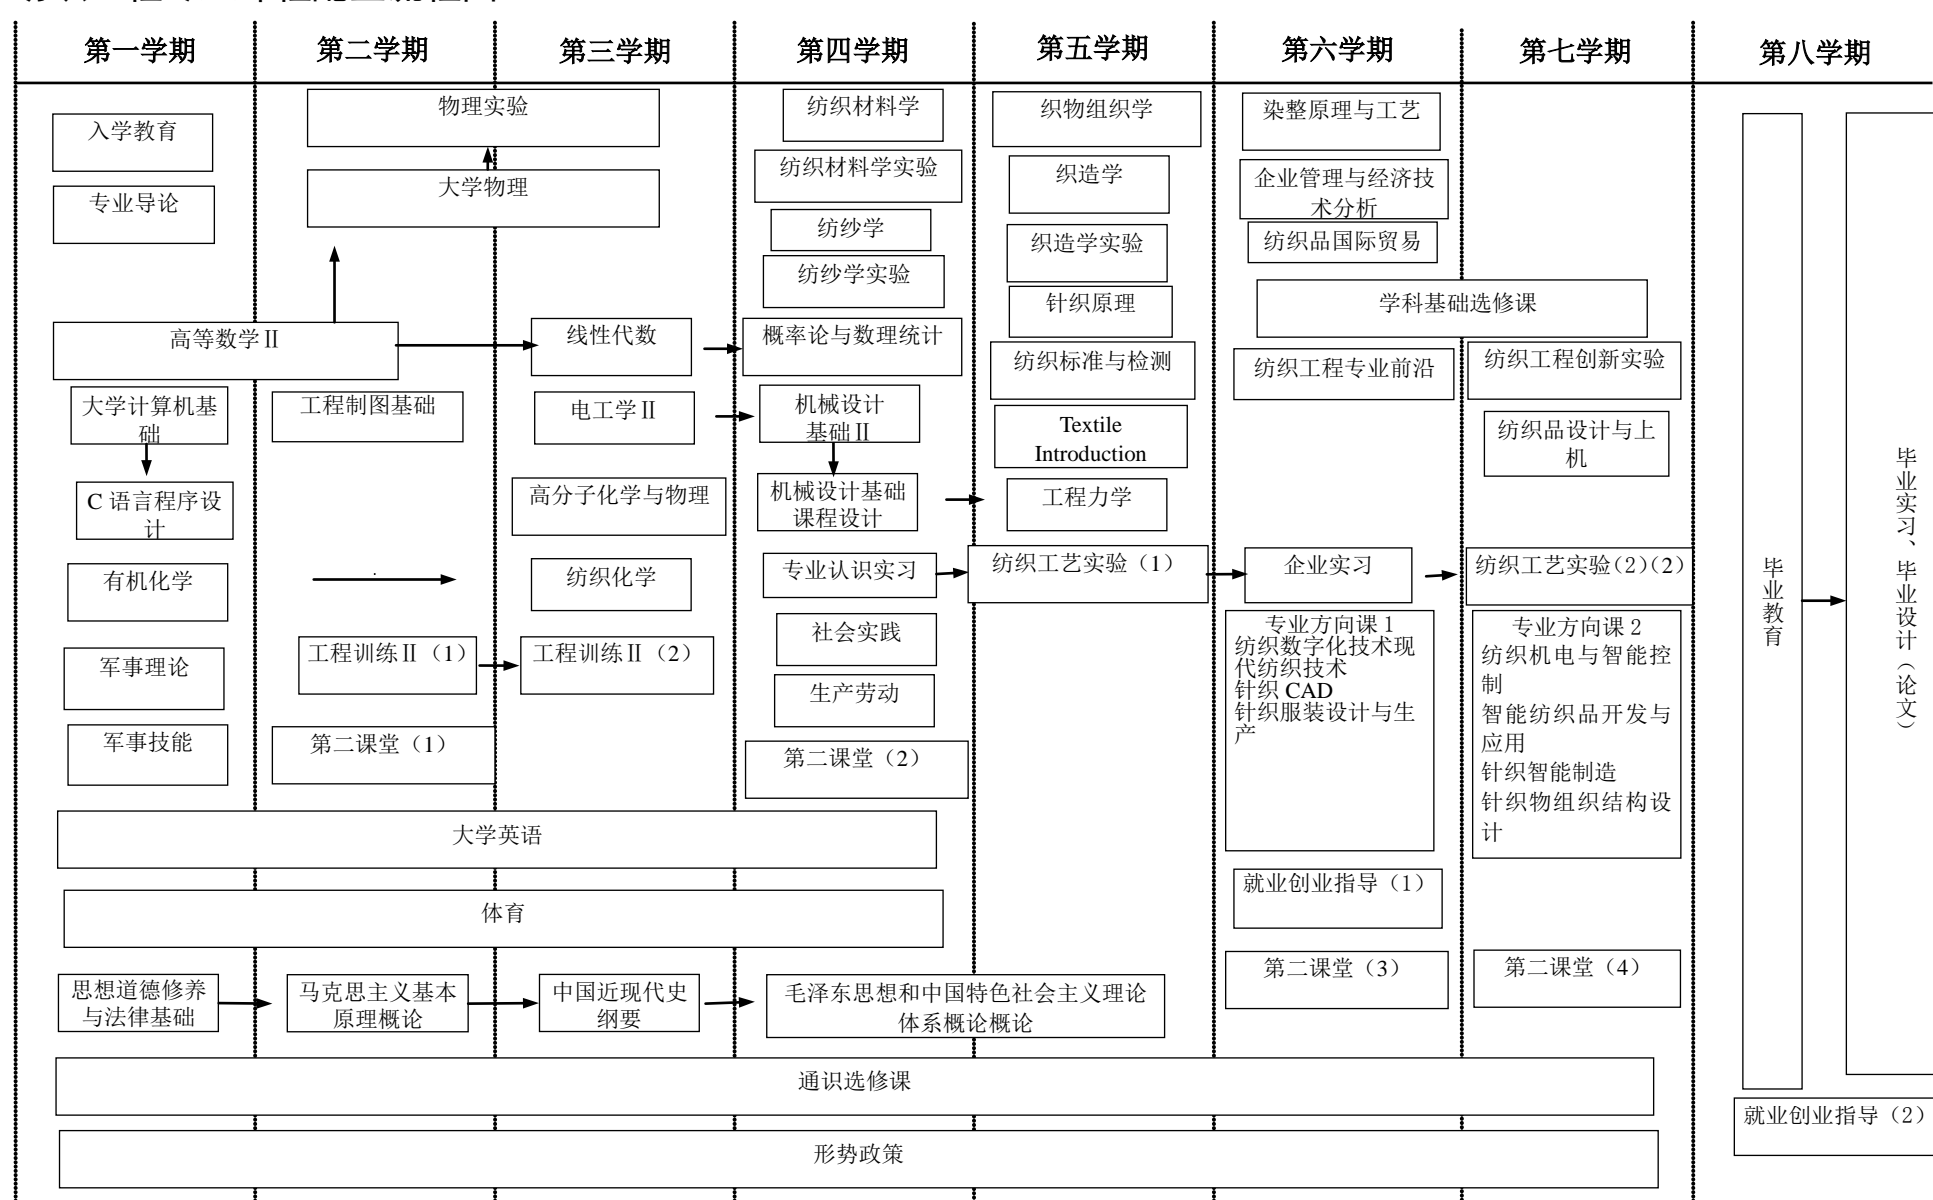 第一学期
第二学期
第三学期
第四学期
第五学期
第六学期
第七学期
第八学期
入学教育
专业导论
高等数学Ⅱ
大学计算机基
础
C 语言程序设
计
有机化学
军事理论
军事技能
物理实验
大学物理
工程制图基础
工程训练Ⅱ（1）
第二课堂（1）
线性代数
电工学Ⅱ
高分子化学与物理
纺织化学
工程训练Ⅱ（2）
纺织材料学
纺织材料学实验
纺纱学
纺纱学实验
概率论与数理统计
机械设计
基础Ⅱ
机械设计基础
课程设计
专业认识实习
社会实践
生产劳动
第二课堂（2）
织物组织学
织造学
织造学实验
针织原理
纺织标准与检测
Textile
Introduction
工程力学
纺织工艺实验（1）
染整原理与工艺
企业管理与经济技
术分析
纺织品国际贸易
学科基础选修课
纺织工程专业前沿
企业实习
专业方向课 1
纺织数字化技术现
代纺织技术
针织 CAD
针织服装设计与生
产
就业创业指导（1）
第二课堂（3）
纺织工程创新实验
纺织品设计与上
机
纺织工艺实验（2）（2）
专业方向课 2
纺织机电与智能控
制
智能纺织品开发与
应用
针织智能制造
针织物组织结构设
计
第二课堂（4）
毕业教育
毕业实习、毕业设计（论文）
就业创业指导（2）
大学英语
体育
思想道德修养
与法律基础
马克思主义基本
原理概论
中国近现代史
纲要
毛泽东思想和中国特色社会主义理论
体系概论概论
通识选修课
形势政策